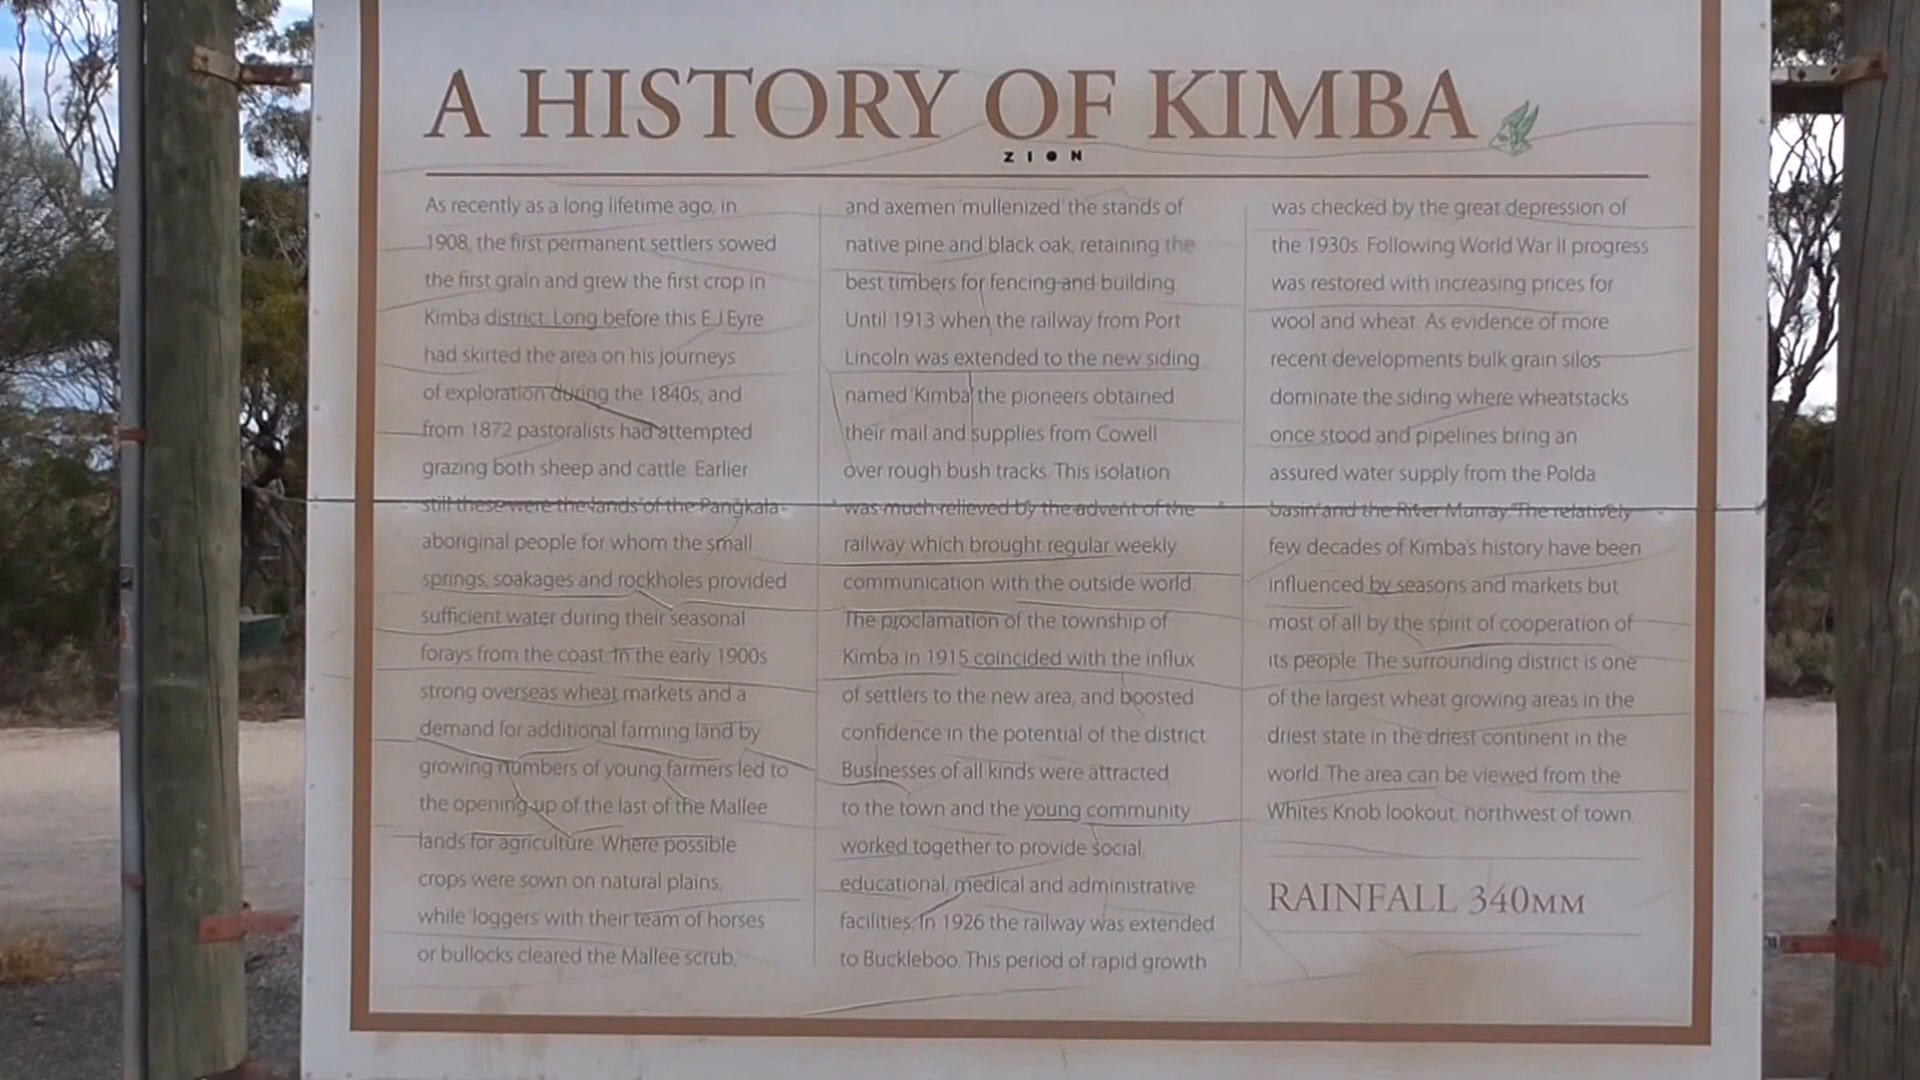 A HISTORY OF KIMBA
ZION
As recently as a long lifetime ago, in
1908, the first permanent settlers sowed
the first grain and grew the first crop in
Kimba district. Long before this E J Eyre
had skirted the area on his journeys
of exploration during the 1840s, and
from 1872 pastoralists had attempted
grazing both sheep and cattle. Earlier
still these were the lands of the Pangkala
aboriginal people for whom the small
springs, soakages and rockholes provided
sufficient water during their seasonal
forays from the coast. In the early 1900s
strong overseas wheat markets and a
demand for additional farming land by
growing numbers of young farmers led to
the opening up of the last of the Mallee
lands for agriculture. Where possible
crops were sown on natural plains,
while 'loggers with their team of horses
or bullocks cleared the Mallee scrub,
and axemen 'mullenized' the stands of
native pine and black oak, retaining the
best timbers for fencing and building.
Until 1913 when the railway from Port
Lincoln was extended to the new siding
named 'Kimba' the pioneers obtained
their mail and supplies from Cowell
over rough bush tracks. This isolation
was much relieved by the advent of the
railway which brought regular weekly
communication with the outside world.
The proclamation of the township of
Kimba in 1915 coincided with the influx
of settlers to the new area, and boosted
confidence in the potential of the district.
Businesses of all kinds were attracted
to the town and the young community
worked together to provide social,
educational, medical and administrative
facilities. In 1926 the railway was extended
to Buckleboo. This period of rapid growth
was checked by the great depression of
the 1930s. Following World War II progress
was restored with increasing prices for
wool and wheat. As evidence of more
recent developments bulk grain silos
dominate the siding where wheatstacks
once stood and pipelines bring an
assured water supply from the Polda
basin and the River Murray. The relatively
few decades of Kimba's history have been
influenced by seasons and markets but
most of all by the spirit of cooperation of
its people. The surrounding district is one
of the largest wheat growing areas in the
driest state in the driest continent in the
world. The area can be viewed from the
Whites Knob lookout, northwest of town.
RAINFALL 340MM